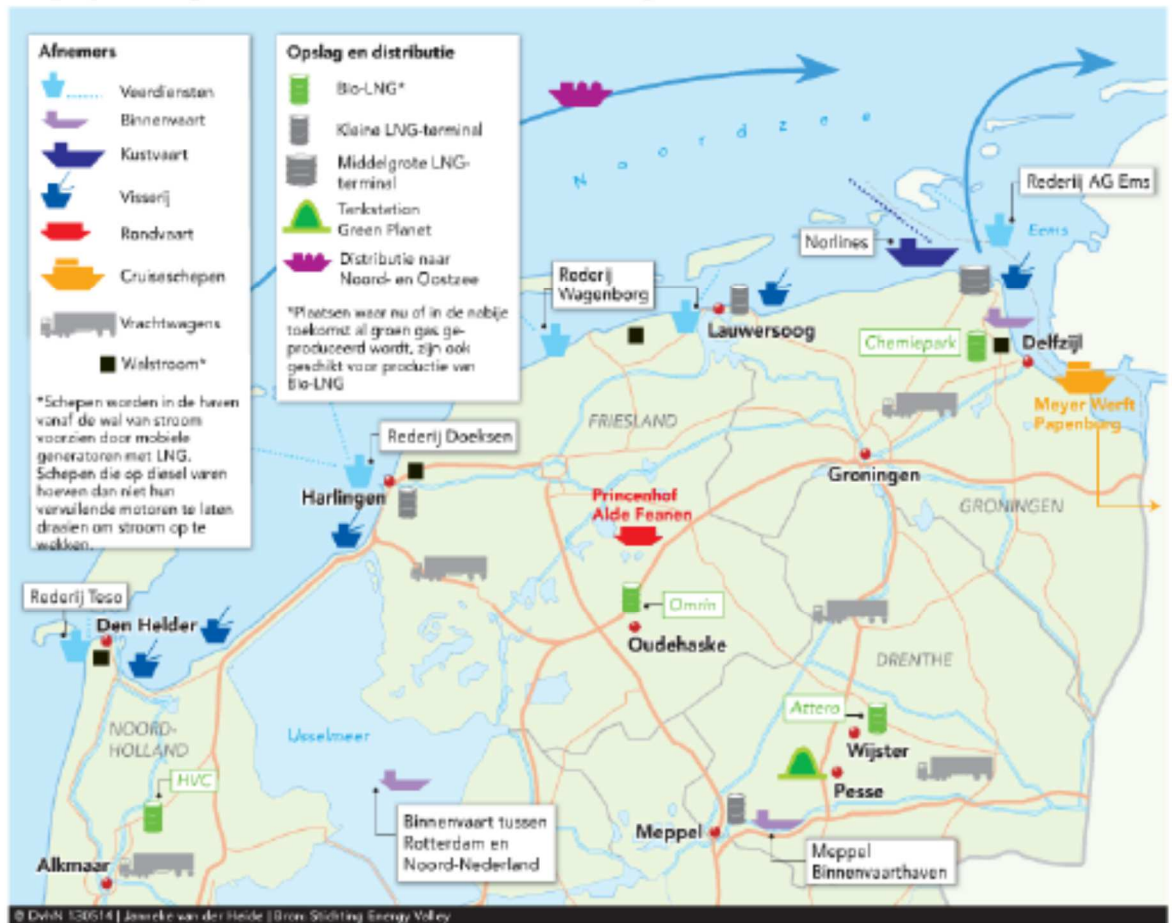 Afnemers
Veerdiensten
Binnenvaart
Kustvaart
Visserij
Rondvaart
Cruiseschepen
Vrachtwagens
Walstroom*
*Schepen worden in de haven
vanaf de wal van stroom
voorzien door mobiele
generatoren met LNG.
Schepen die op diesel varen
hoeven dan niet hun
vervuilende motoren te laten
draaien om stroom op te
wekken.
Opslag en distributie
Bio-LNG*
Kleine LNG-terminal
Middelgrote LNG-
terminal
Tankstation
Green Planet
Distributie naar
Noord- en Oostzee
*Plaatsen waar nu of in de nabije
toekomst al groen gas ge-
produceerd wordt, zijn ook
geschikt voor productie van
Bio-LNG
Noordzee
Rederij AG Ems
Eems
Norlines
Rederij
Wagenborg
Lauwersoog
Chemiepark
Delfzijl
Meyer Werft
Papenburg
FRIESLAND
Rederij Doeksen
Harlingen
Groningen
GRONINGEN
Princenhof
Alde Feanen
Rederij Teso
Den Helder
Omrin
Oudehaske
DRENTHE
NOORD-
HOLLAND
IJsselmeer
Attero
Wijster
HVC
Pesse
Binnenvaart tussen
Rotterdam en
Noord-Nederland
Meppel
Meppel
Binnenvaarthaven
Alkmaar
© DvhN 130514 | Janneke van der Heide | Bron: Stichting Energy Valley